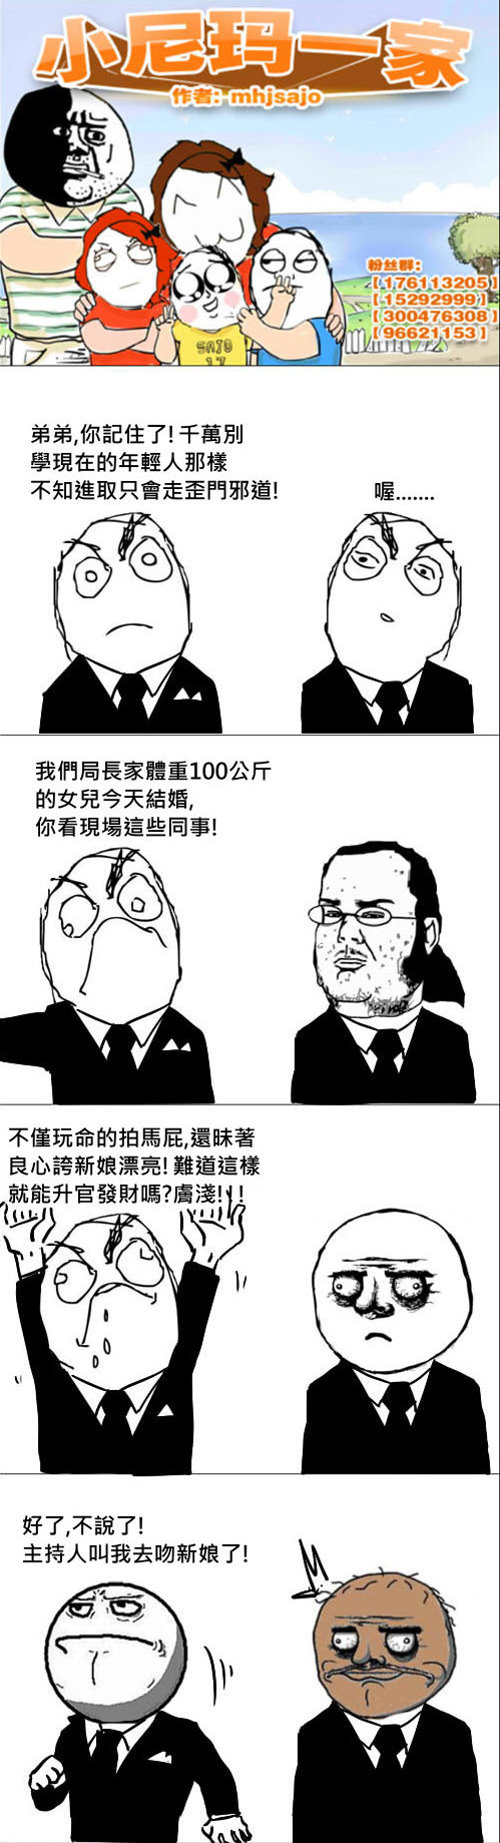 小尼玛一家
作者: mhjsajo
粉丝群:
【176113205】
【15292999】
【300476308】
【96621153】
SAJO
17
弟弟,你記住了!千萬別
學現在的年輕人那樣
不知進取只會走歪門邪道!
喔.......
我們局長家體重100公斤
的女兒今天結婚,
你看現場這些同事!
不僅玩命的拍馬屁,還昧著
良心誇新娘漂亮!難道這樣
就能升官發財嗎?膚淺!!!
好了,不說了!
主持人叫我去吻新娘了!